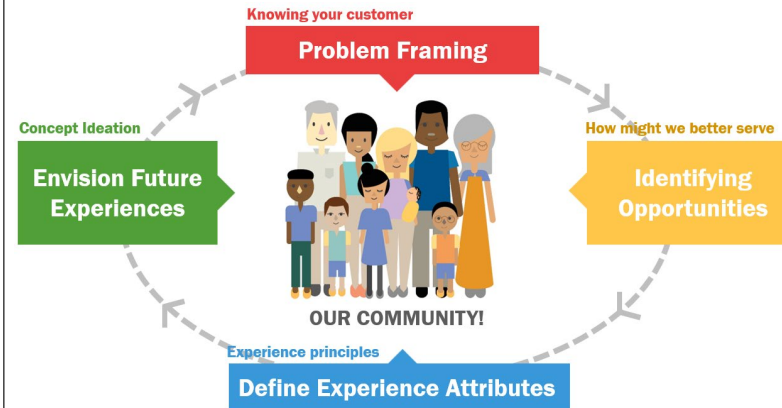 Knowing your customer
Problem Framing
Concept Ideation
Envision Future
Experiences
How might we better serve
Identifying
Opportunities
OUR COMMUNITY!
Experience principles
Define Experience Attributes